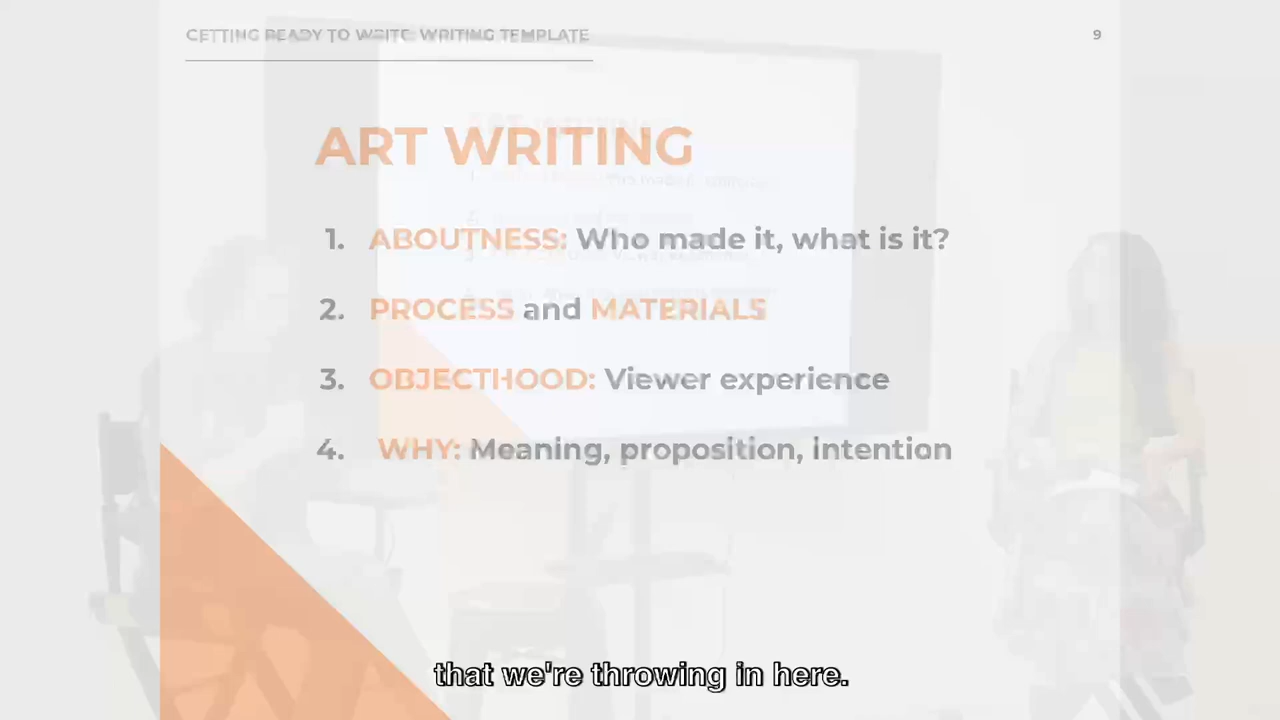 GETTING READY TO WRITE: WRITING TEMPLATE
9
ART WRITING
1. ABOUTNESS: Who made it, what is it?
2. PROCESS and MATERIALS
3. OBJECTHOOD: Viewer experience
4. WHY: Meaning, proposition, intention
that we're throwing in here.